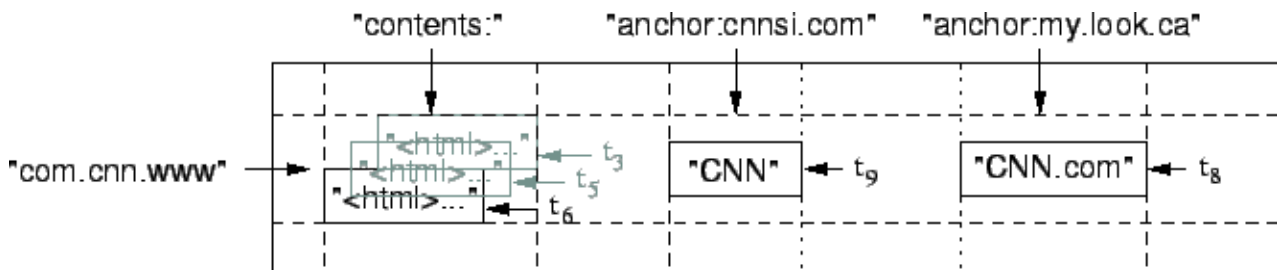 "contents:" "anchor:cnnsi.com" "anchor:my.look.ca"
"<html>..." t3
"com.cnn.www" "<html>..." "CNN" t9 "CNN.com" t8
t5
"<html>..." t6